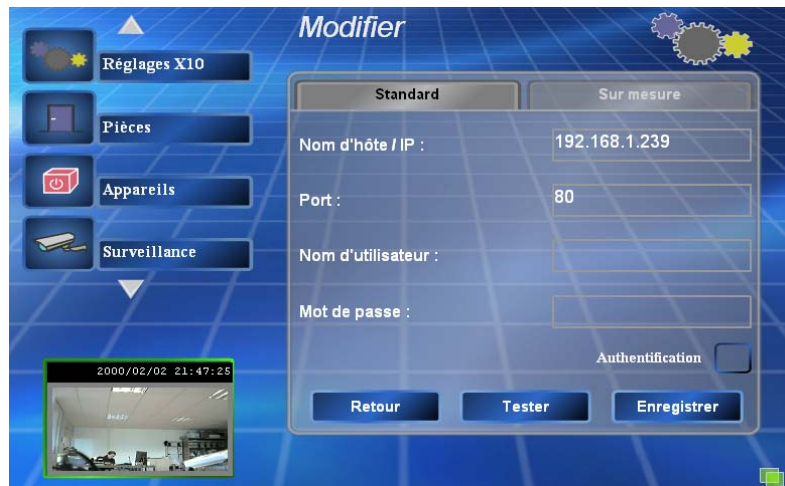 Modifier
Réglages X10
Pièces
Appareils
Surveillance
Standard
Sur mesure
Nom d'hôte / IP :
192.168.1.239
Port :
80
Nom d'utilisateur :
Mot de passe :
Authentification
2000/02/02 21:47:25
Retour
Tester
Enregistrer